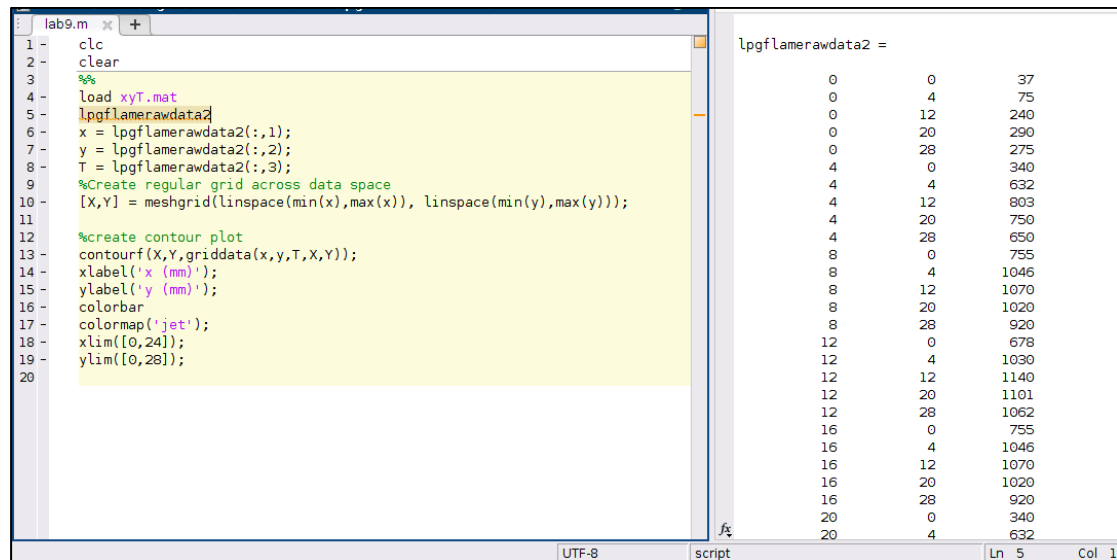 lab9.m × +
1 - clc
2 - clear
3 %%
4 - load xyT.mat
5 - lpgflamerawdata2
6 - x = lpgflamerawdata2(:,1);
7 - y = lpgflamerawdata2(:,2);
8 - T = lpgflamerawdata2(:,3);
9 %Create regular grid across data space
10 - [X,Y] = meshgrid(linspace(min(x),max(x)), linspace(min(y),max(y)));
11
12 %create contour plot
13 - contourf(X,Y,griddata(x,y,T,X,Y));
14 - xlabel('x (mm)');
15 - ylabel('y (mm)');
16 - colorbar
17 - colormap('jet');
18 - xlim([0,24]);
19 - ylim([0,28]);
20
lpgflamerawdata2 =
0 0 37
0 4 75
0 12 240
0 20 290
0 28 275
4 0 340
4 4 632
4 12 803
4 20 750
4 28 650
8 0 755
8 4 1046
8 12 1070
8 20 1020
8 28 920
12 0 678
12 4 1030
12 12 1140
12 20 1101
12 28 1062
16 0 755
16 4 1046
16 12 1070
16 20 1020
16 28 920
20 0 340
20 4 632
fx
UTF-8 script Ln 5 Col 1